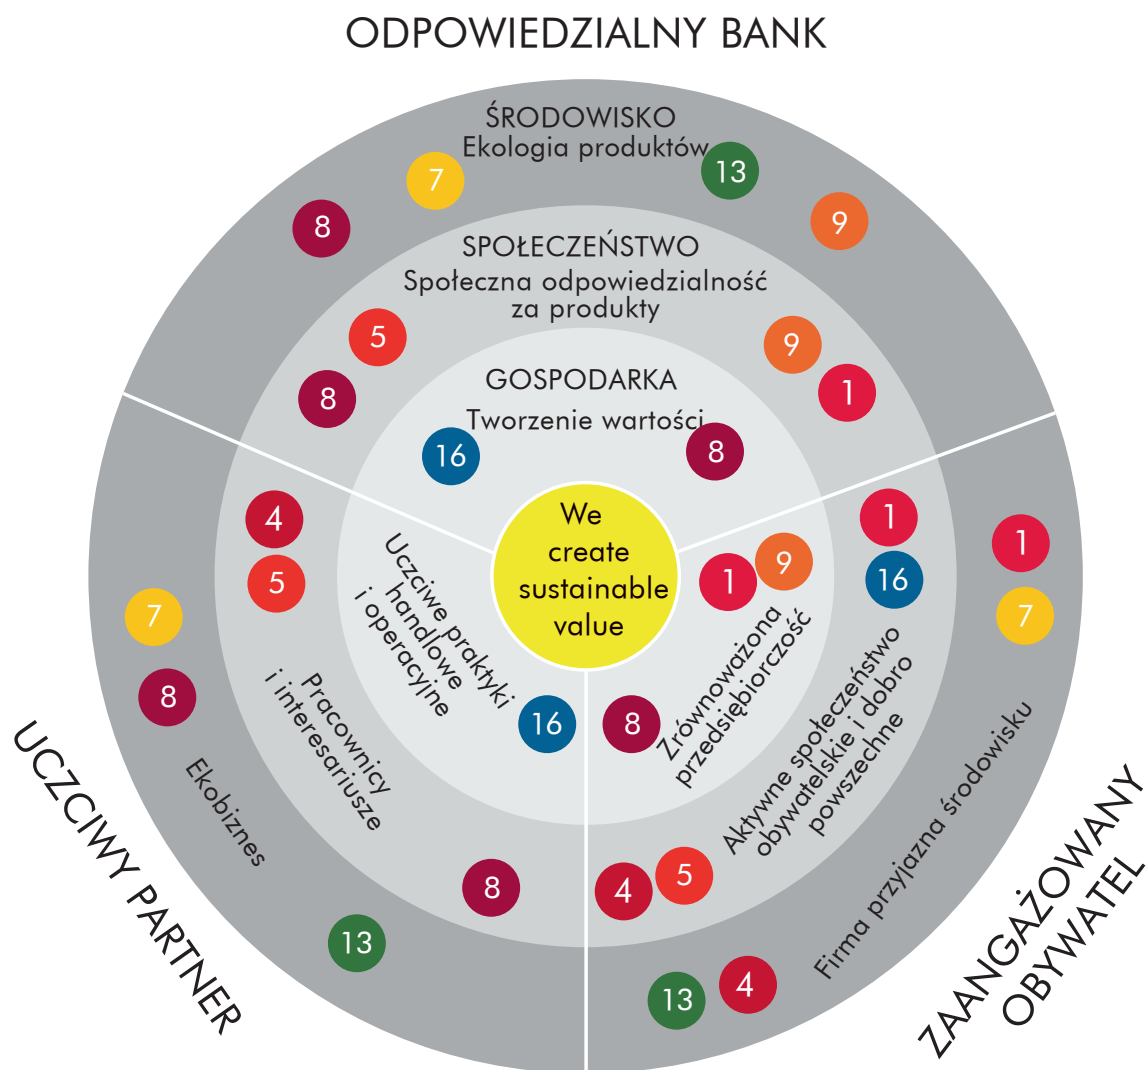 ODPOWIEDZIALNY BANK
ŚRODOWISKO
Ekologia produktów
7
13
8
9
SPOŁECZEŃSTWO
Społeczna odpowiedzialność
za produkty
5
9
8
1
GOSPODARKA
Tworzenie wartości
16
8
We
create
sustainable
value
UCZCIWY PARTNER
Uczciwe praktyki
handlowe
i operacyjne
16
4
5
Pracownicy
i interesariusze
8
7
8
Ekobiznes
13
ZAANGAŻOWANY
OBYWATEL
1
9
Zrównoważona
przedsiębiorczość
8
1
16
Aktywne społeczeństwo
obywatelskie i dobro
powszechne
4
5
1
7
Firma przyjazna środowisku
13
4